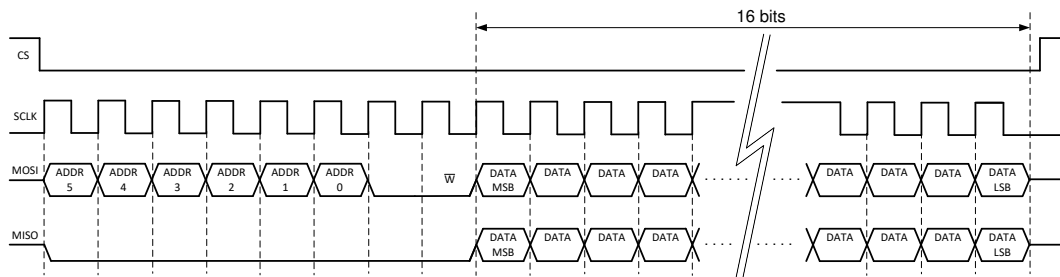 16 bits
CS
SCLK
MOSI
ADDR 5
ADDR 4
ADDR 3
ADDR 2
ADDR 1
ADDR 0
W̅
DATA MSB
DATA
DATA
DATA
DATA
DATA
DATA
DATA LSB
MISO
DATA MSB
DATA
DATA
DATA
DATA
DATA
DATA
DATA LSB